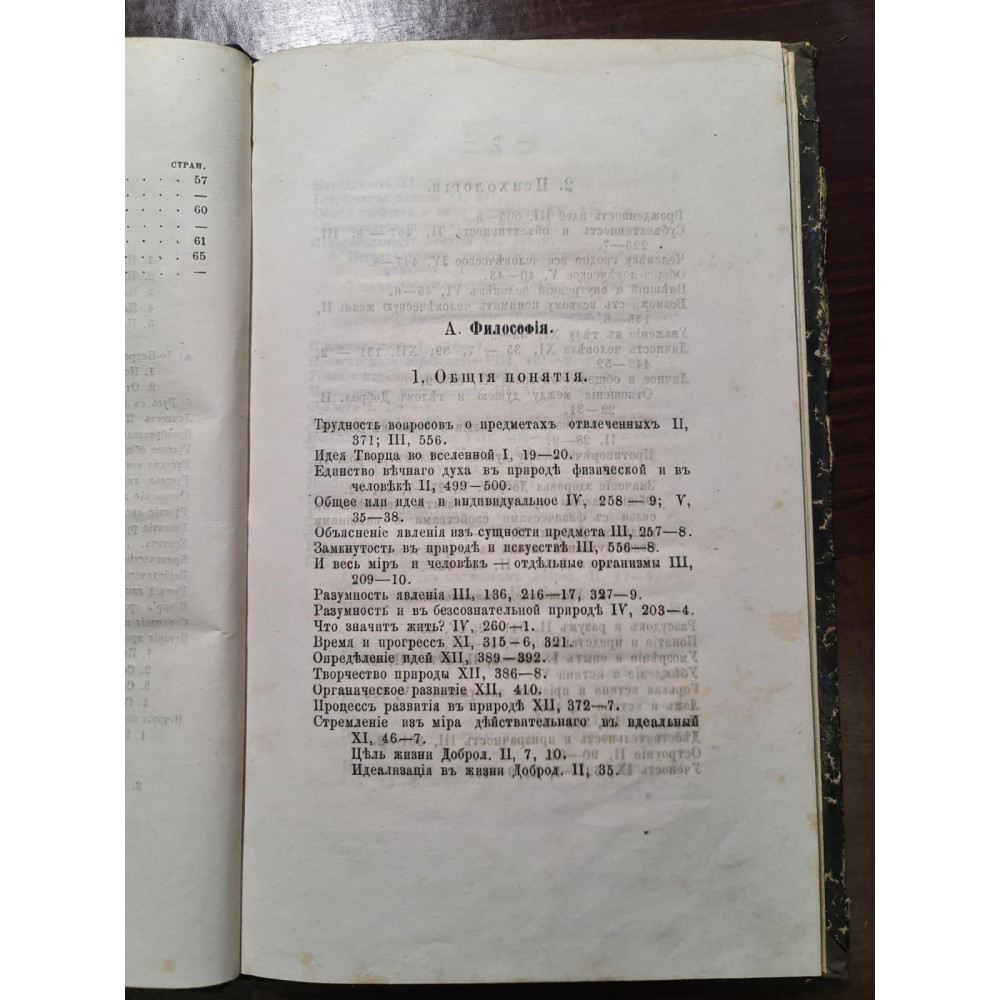 СТРАН.
. . . . 57
. . . . —
. . . . 60
. . . . —
. . . . 61
. . . . 65
. . . . —
А. Философія.
1. Общія понятія.
Трудность вопросовъ о предметахъ отвлеченныхъ II,
371; III, 556.
Идея Творца во вселенной I, 19—20.
Единство вѣчнаго духа въ природѣ физической и въ
человѣкѣ II, 499—500.
Общее или идея и индивидуальное IV, 258—9; V,
35—38.
Объясненіе явленія изъ сущности предмета III, 257—8.
Замкнутость въ природѣ и искусствѣ III, 556—8.
И весь міръ и человѣкъ — отдѣльные организмы III,
209—10.
Разумность явленія III, 136, 216—17, 327—9.
Разумность и въ безсознательной природѣ IV, 203—4.
Что значитъ жить? IV, 260—1.
Время и прогрессъ XI, 315—6, 321.
Опредѣленіе идей XII, 389—392.
Творчество природы XII, 386—8.
Органическое развитіе XII, 410.
Процессъ развитія въ природѣ XII, 372—7.
Стремленіе изъ міра дѣйствительнаго въ идеальный
XI, 46—7.
Цѣль жизни Доброл. II, 7, 10.
Идеализація въ жизни Доброл. II, 35.